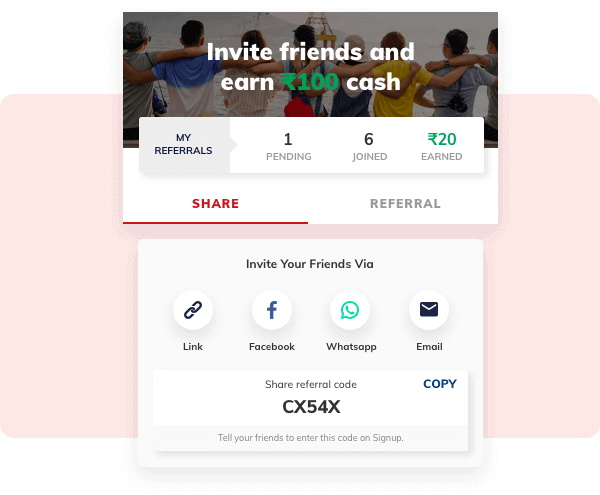 Invite friends and
earn ₹100 cash
MY
REFERRALS
1
PENDING
6
JOINED
₹20
EARNED
SHARE
REFERRAL
Invite Your Friends Via
Link
Facebook
Whatsapp
Email
Share referral code
COPY
CX54X
Tell your friends to enter this code on Signup.